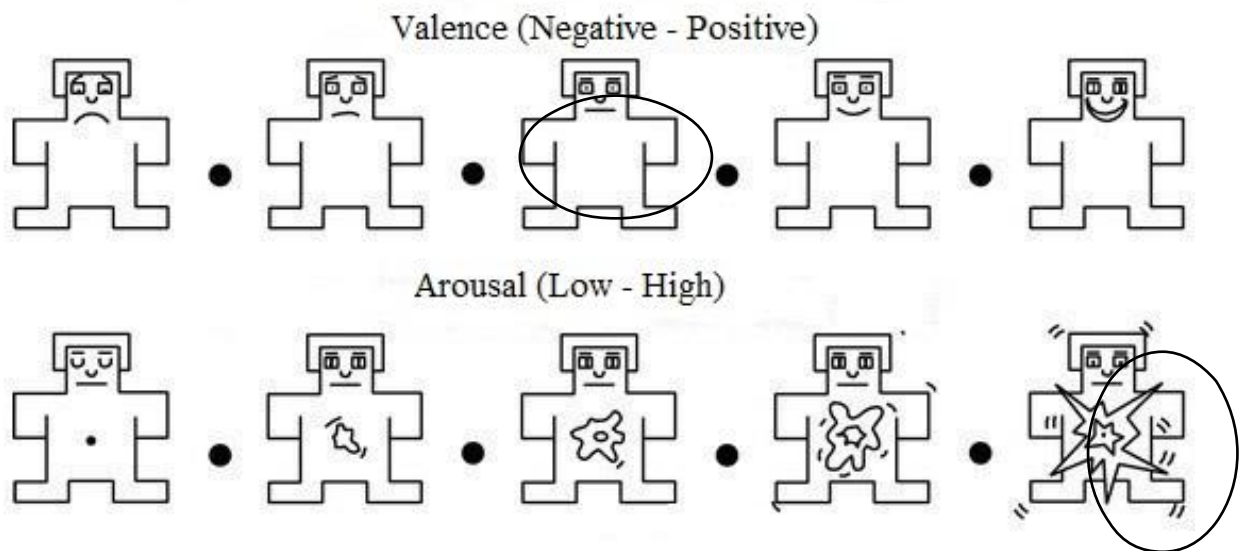 Valence (Negative - Positive)
Arousal (Low - High)